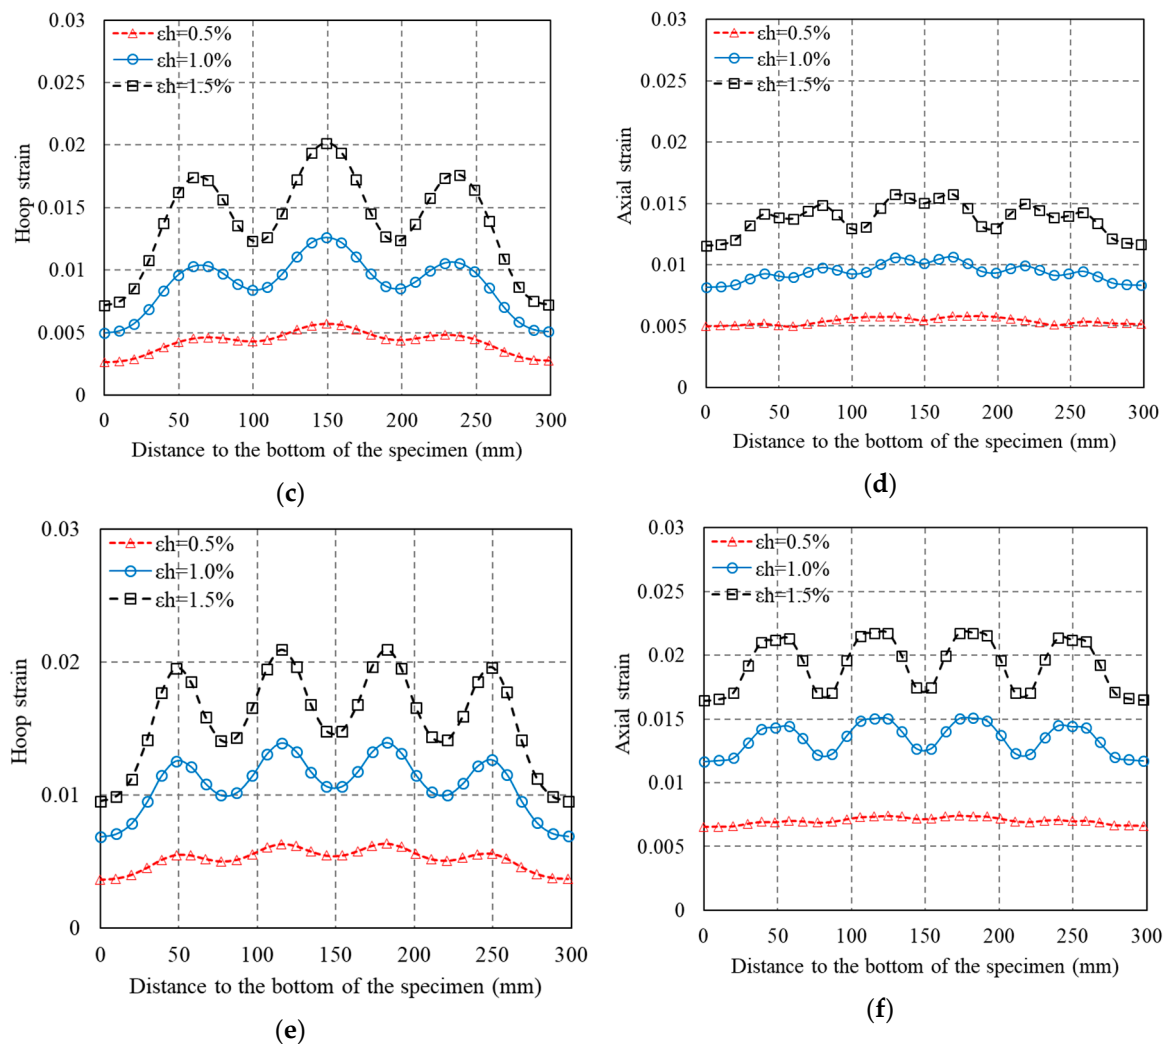 0.03
0.025
0.02
0.015
0.01
0.005
0
Hoop strain
εh=0.5%
εh=1.0%
εh=1.5%
0 50 100 150 200 250 300
Distance to the bottom of the specimen (mm)
(c)
0.03
0.025
0.02
0.015
0.01
0.005
0
Axial strain
εh=0.5%
εh=1.0%
εh=1.5%
0 50 100 150 200 250 300
Distance to the bottom of the specimen (mm)
(d)
0.03
0.02
0.01
0
Hoop strain
εh=0.5%
εh=1.0%
εh=1.5%
0 50 100 150 200 250 300
Distance to the bottom of the specimen (mm)
(e)
0.03
0.025
0.02
0.015
0.01
0.005
0
Axial strain
εh=0.5%
εh=1.0%
εh=1.5%
0 50 100 150 200 250 300
Distance to the bottom of the specimen (mm)
(f)